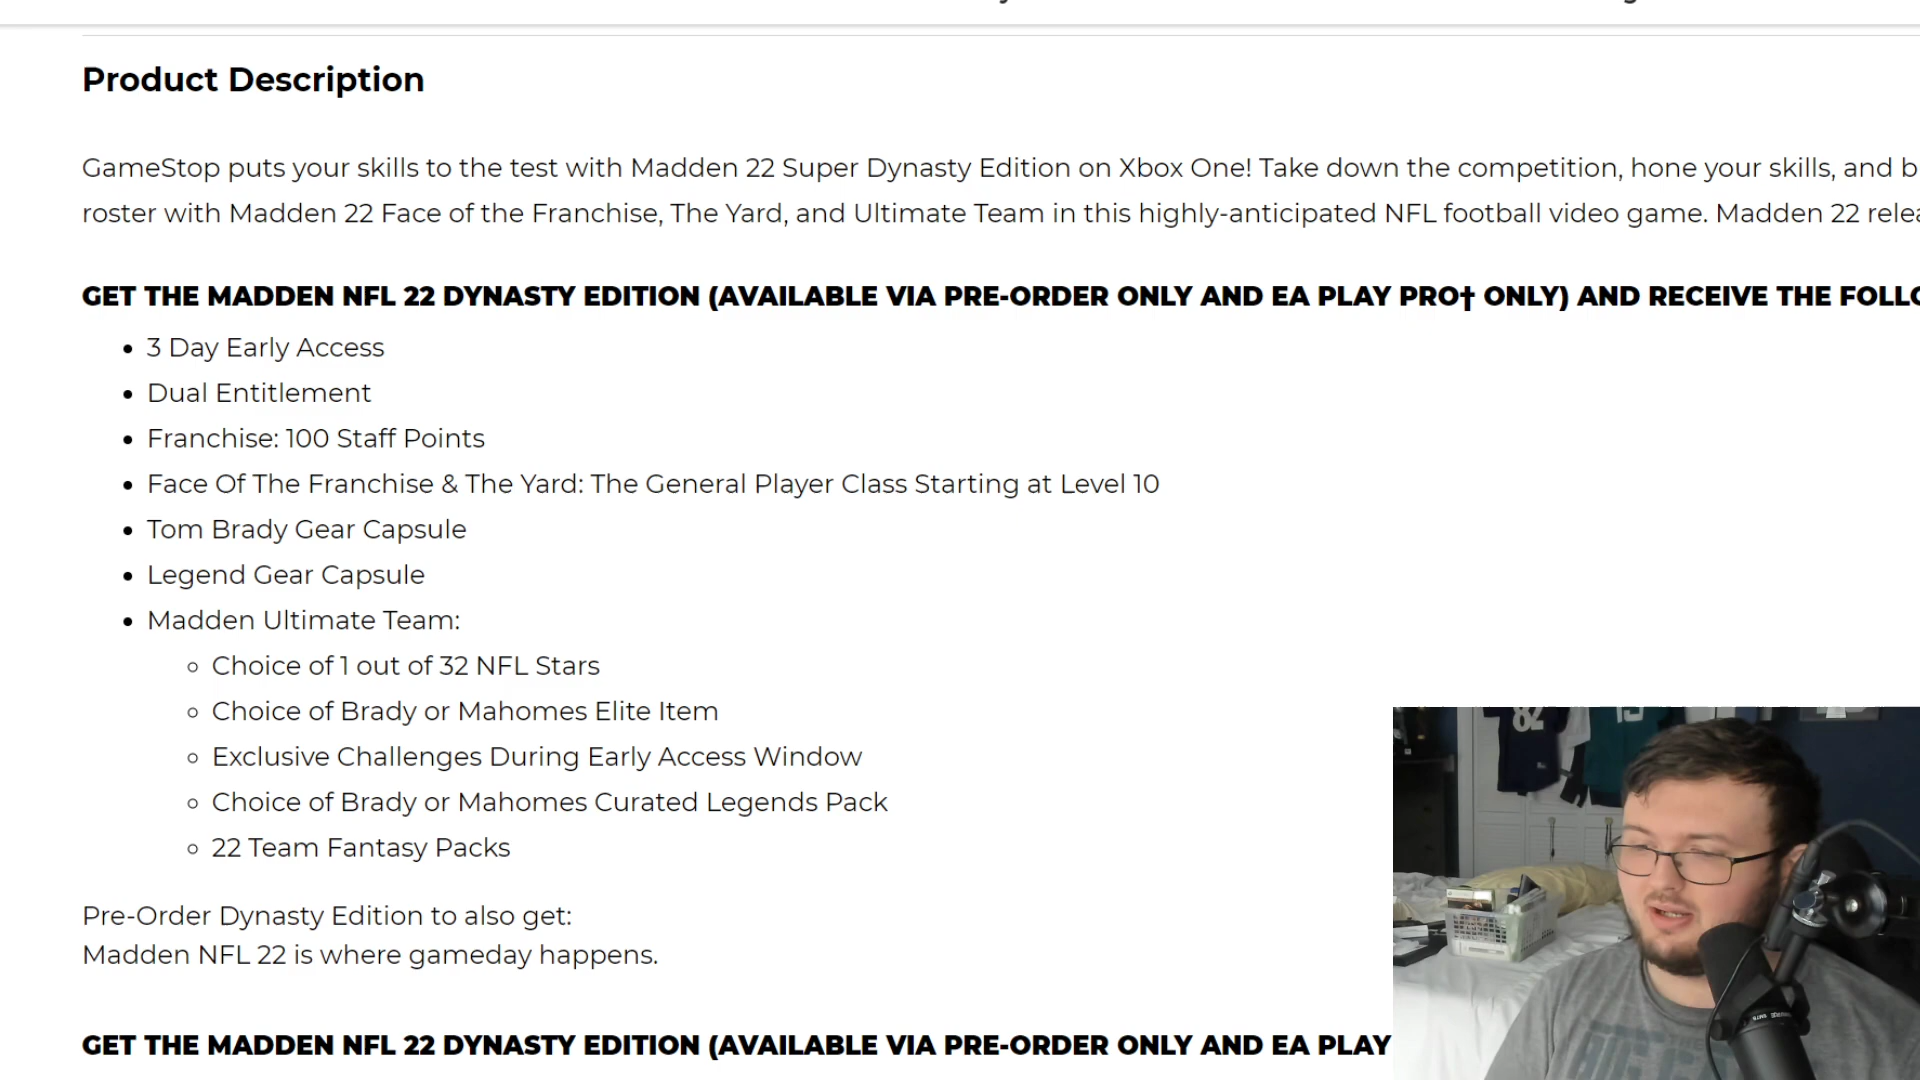 Product Description
GameStop puts your skills to the test with Madden 22 Super Dynasty Edition on Xbox One! Take down the competition, hone your skills, and b
roster with Madden 22 Face of the Franchise, The Yard, and Ultimate Team in this highly-anticipated NFL football video game. Madden 22 relea
GET THE MADDEN NFL 22 DYNASTY EDITION (AVAILABLE VIA PRE-ORDER ONLY AND EA PLAY PRO† ONLY) AND RECEIVE THE FOLLO
• 3 Day Early Access
• Dual Entitlement
• Franchise: 100 Staff Points
• Face Of The Franchise & The Yard: The General Player Class Starting at Level 10
• Tom Brady Gear Capsule
• Legend Gear Capsule
• Madden Ultimate Team:
○ Choice of 1 out of 32 NFL Stars
○ Choice of Brady or Mahomes Elite Item
○ Exclusive Challenges During Early Access Window
○ Choice of Brady or Mahomes Curated Legends Pack
○ 22 Team Fantasy Packs
Pre-Order Dynasty Edition to also get:
Madden NFL 22 is where gameday happens.
GET THE MADDEN NFL 22 DYNASTY EDITION (AVAILABLE VIA PRE-ORDER ONLY AND EA PLAY
82